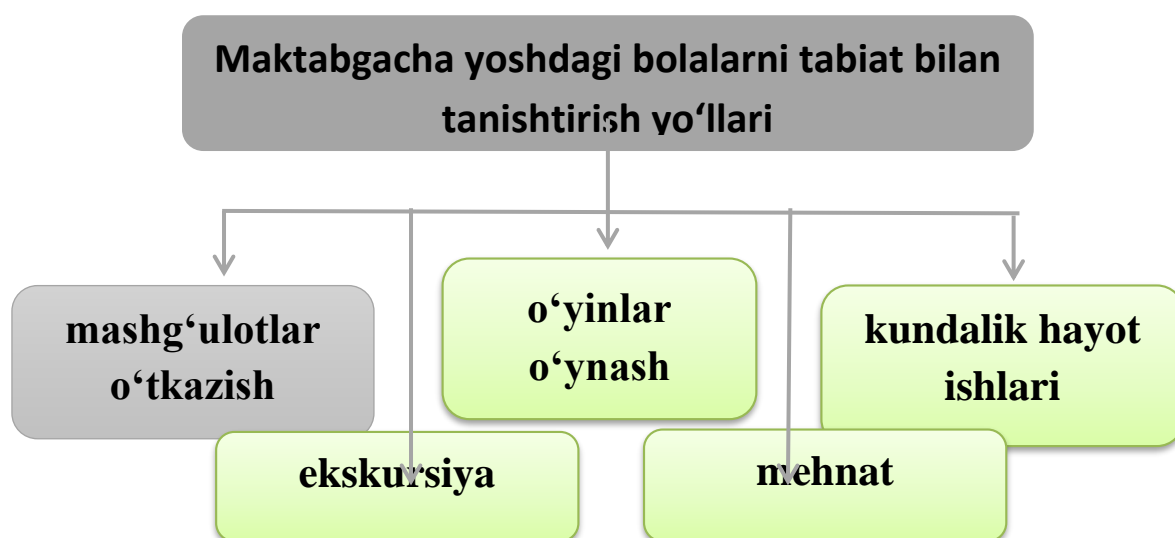 Maktabgacha yoshdagi bolalarni tabiat bilan
tanishtirish yo‘llari
mashg‘ulotlar
o‘tkazish
o‘yinlar
o‘ynash
kundalik hayot
ishlari
ekskursiya
mehnat